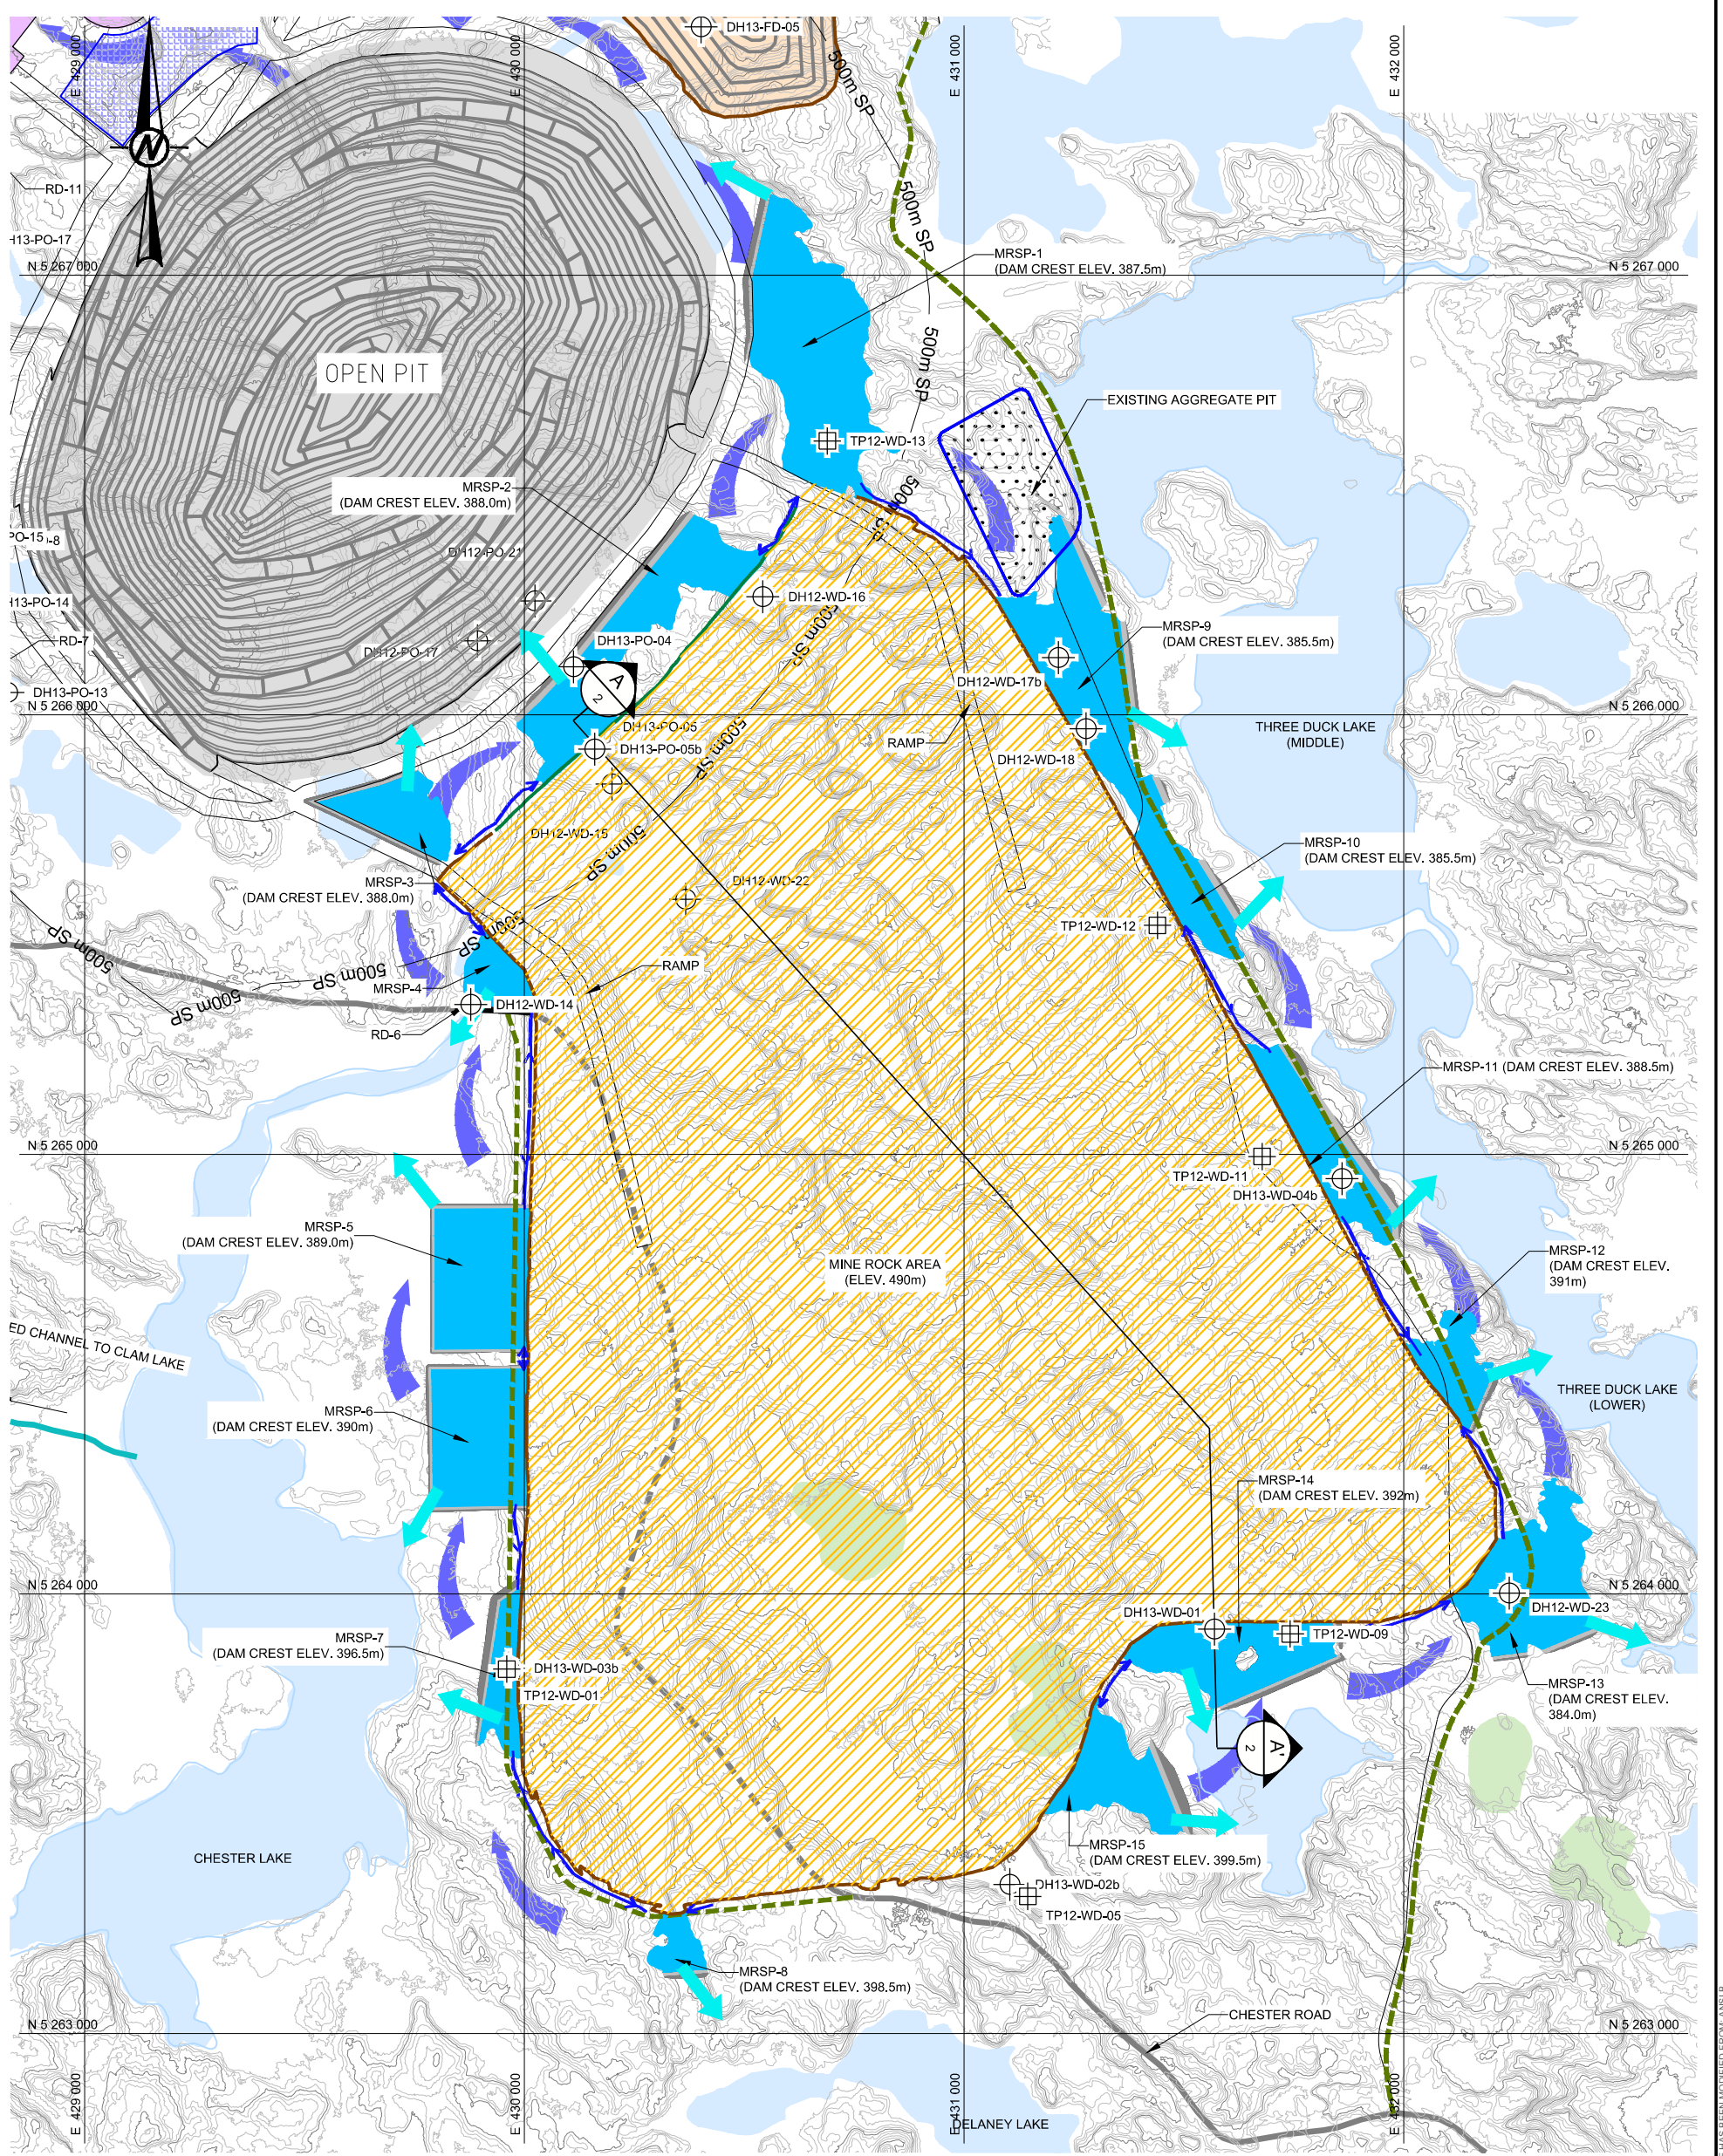 DH13-FD-05
E 429 000
E 430 000
E 431 000
E 432 000
500m SP
N
RD-11
500m SP
H13-PO-17
MRSP-1
(DAM CREST ELEV. 387.5m)
N 5 267 000
N 5 267 000
500m SP
OPEN PIT
EXISTING AGGREGATE PIT
TP12-WD-13
MRSP-2
(DAM CREST ELEV. 388.0m)
500m SP
PO-15
DH12-PO-21
H13-PO-14
DH12-WD-16
MRSP-9
(DAM CREST ELEV. 385.5m)
RD-7
DH13-PO-04
500m SP
DH12-PO-17
DH12-WD-17b
DH13-PO-13
A
2
N 5 266 000
N 5 266 000
DH13-PO-05
500m SP
THREE DUCK LAKE
(MIDDLE)
DH13-PO-05b
RAMP
DH12-WD-18
DH12-WD-15
500m SP
MRSP-10
(DAM CREST ELEV. 385.5m)
MRSP-3
(DAM CREST ELEV. 388.0m)
DH12-WD-22
TP12-WD-12
500m SP
500m SP
500m SP
500m SP
RAMP
MRSP-4
DH12-WD-14
RD-6
MRSP-11 (DAM CREST ELEV. 388.5m)
N 5 265 000
N 5 265 000
TP12-WD-11
DH13-WD-04b
MRSP-5
(DAM CREST ELEV. 389.0m)
MINE ROCK AREA
(ELEV. 490m)
MRSP-12
(DAM CREST ELEV.
391m)
ED CHANNEL TO CLAM LAKE
MRSP-6
(DAM CREST ELEV. 390m)
THREE DUCK LAKE
(LOWER)
MRSP-14
(DAM CREST ELEV. 392m)
N 5 264 000
N 5 264 000
DH13-WD-01
DH12-WD-23
MRSP-7
(DAM CREST ELEV. 396.5m)
TP12-WD-09
DH13-WD-03b
TP12-WD-01
MRSP-13
(DAM CREST ELEV.
384.0m)
A'
2
MRSP-15
(DAM CREST ELEV. 399.5m)
CHESTER LAKE
DH13-WD-02b
TP12-WD-05
MRSP-8
(DAM CREST ELEV. 398.5m)
CHESTER ROAD
N 5 263 000
N 5 263 000
E 429 000
E 430 000
E 431 000
E 432 000
DELANEY LAKE